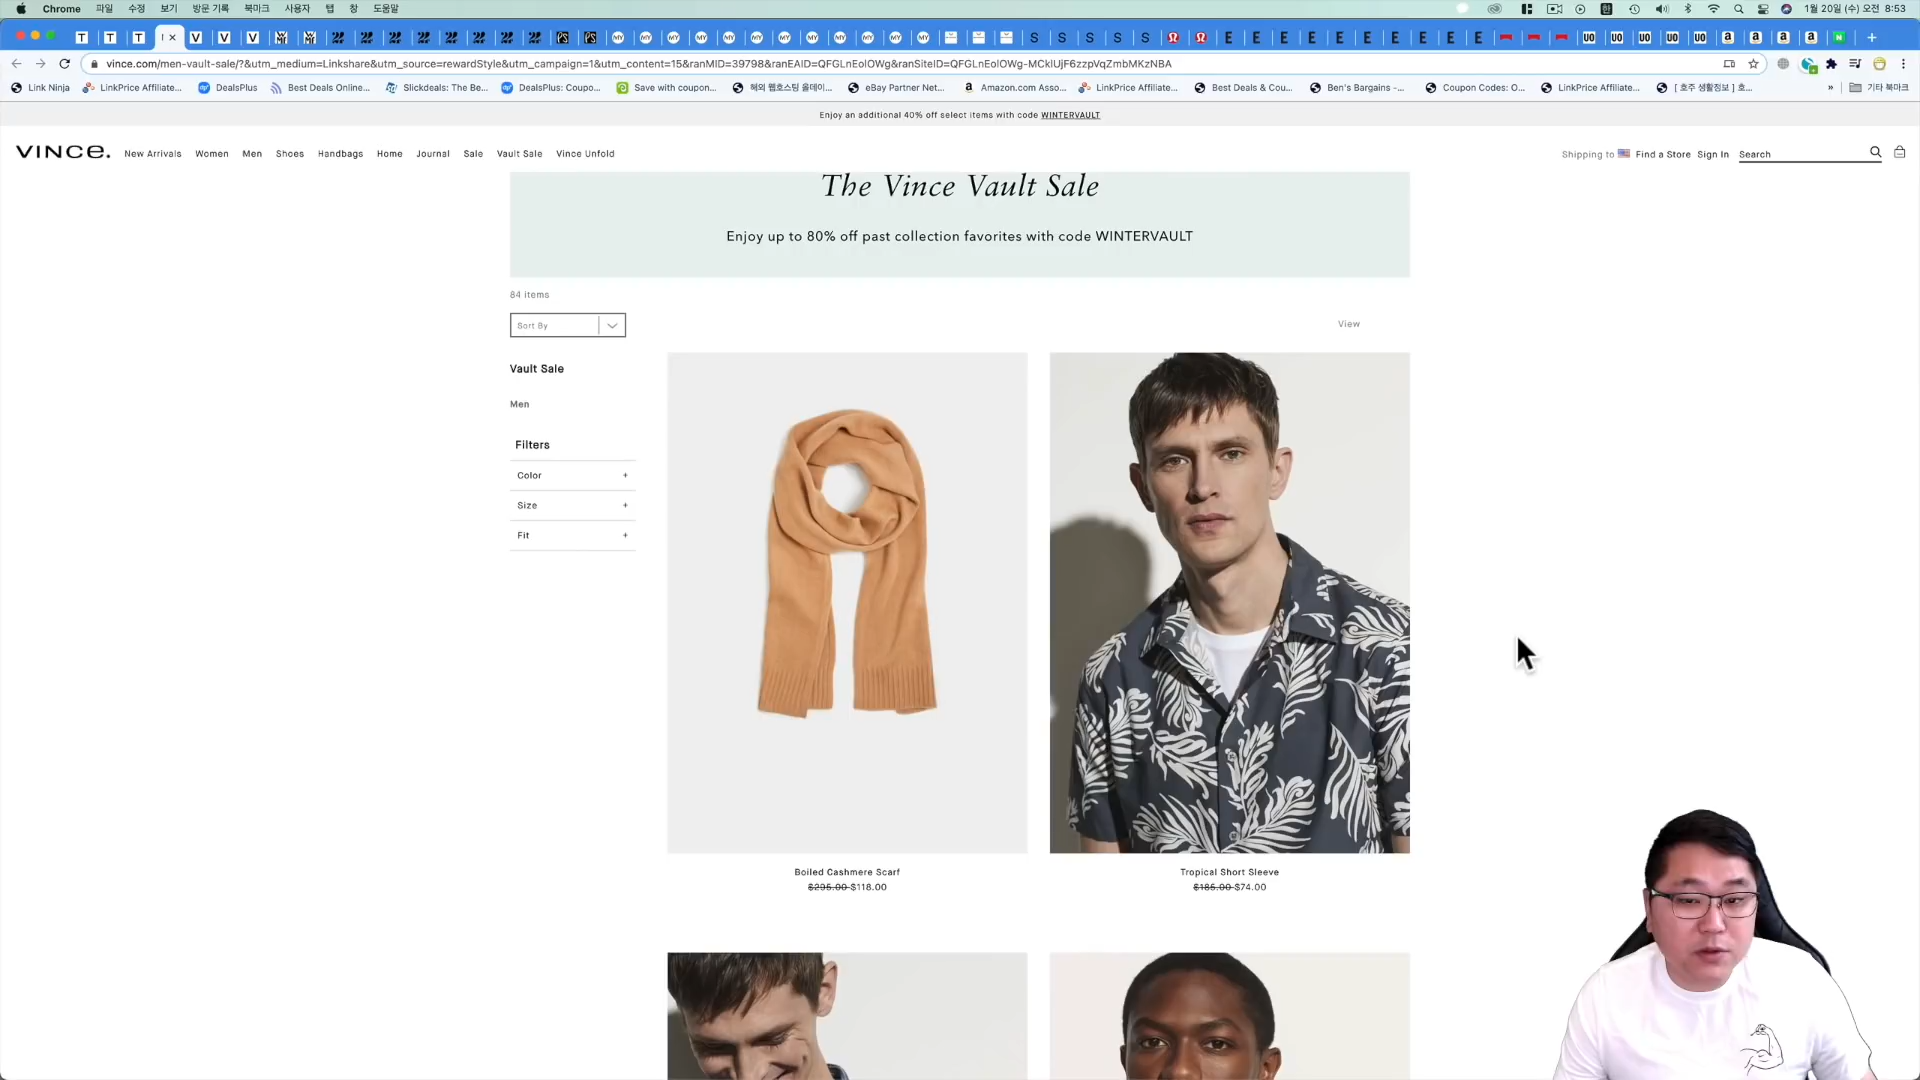 Chrome 파일 수정 보기 방문 기록 북마크 사용자 탭 창 도움말 1월 20일 (수) 오전 8:53
vince.com/men-vault-sale/?&utm_medium=Linkshare&utm_source=rewardStyle&utm_campaign=1&utm_content=15&ranMID=39798&ranEAID=QFGLnEolOWg&ranSiteID=QFGLnEolOWg-MCklUjF6zzpVqZmbMKzNBA
Link Ninja LinkPrice Affiliate... DealsPlus Best Deals Online... Slickdeals: The Be... DealsPlus: Coupo... Save with coupon... 해외 웹호스팅 올데이... eBay Partner Net... Amazon.com Asso... LinkPrice Affiliate... Best Deals & Cou... Ben's Bargains -... Coupon Codes: O... LinkPrice Affiliate... [ 호주 생활정보 ] 호... » 기타 북마크
Enjoy an additional 40% off select items with code WINTERVAULT
VINCE. New Arrivals Women Men Shoes Handbags Home Journal Sale Vault Sale Vince Unfold Shipping to Find a Store Sign In Search
The Vince Vault Sale
Enjoy up to 80% off past collection favorites with code WINTERVAULT
84 items
Sort By
View
Vault Sale
Men
Filters
Color +
Size +
Fit +
Boiled Cashmere Scarf
$295.00 $118.00
Tropical Short Sleeve
$185.00 $74.00